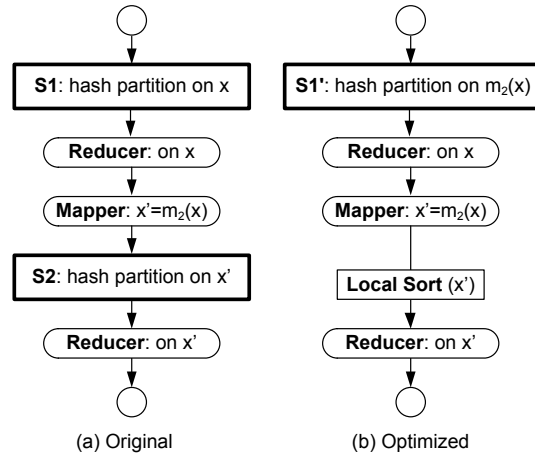 S1: hash partition on x
Reducer: on x
Mapper: x'=m₂(x)
S2: hash partition on x'
Reducer: on x'
(a) Original
S1': hash partition on m₂(x)
Reducer: on x
Mapper: x'=m₂(x)
Local Sort (x')
Reducer: on x'
(b) Optimized